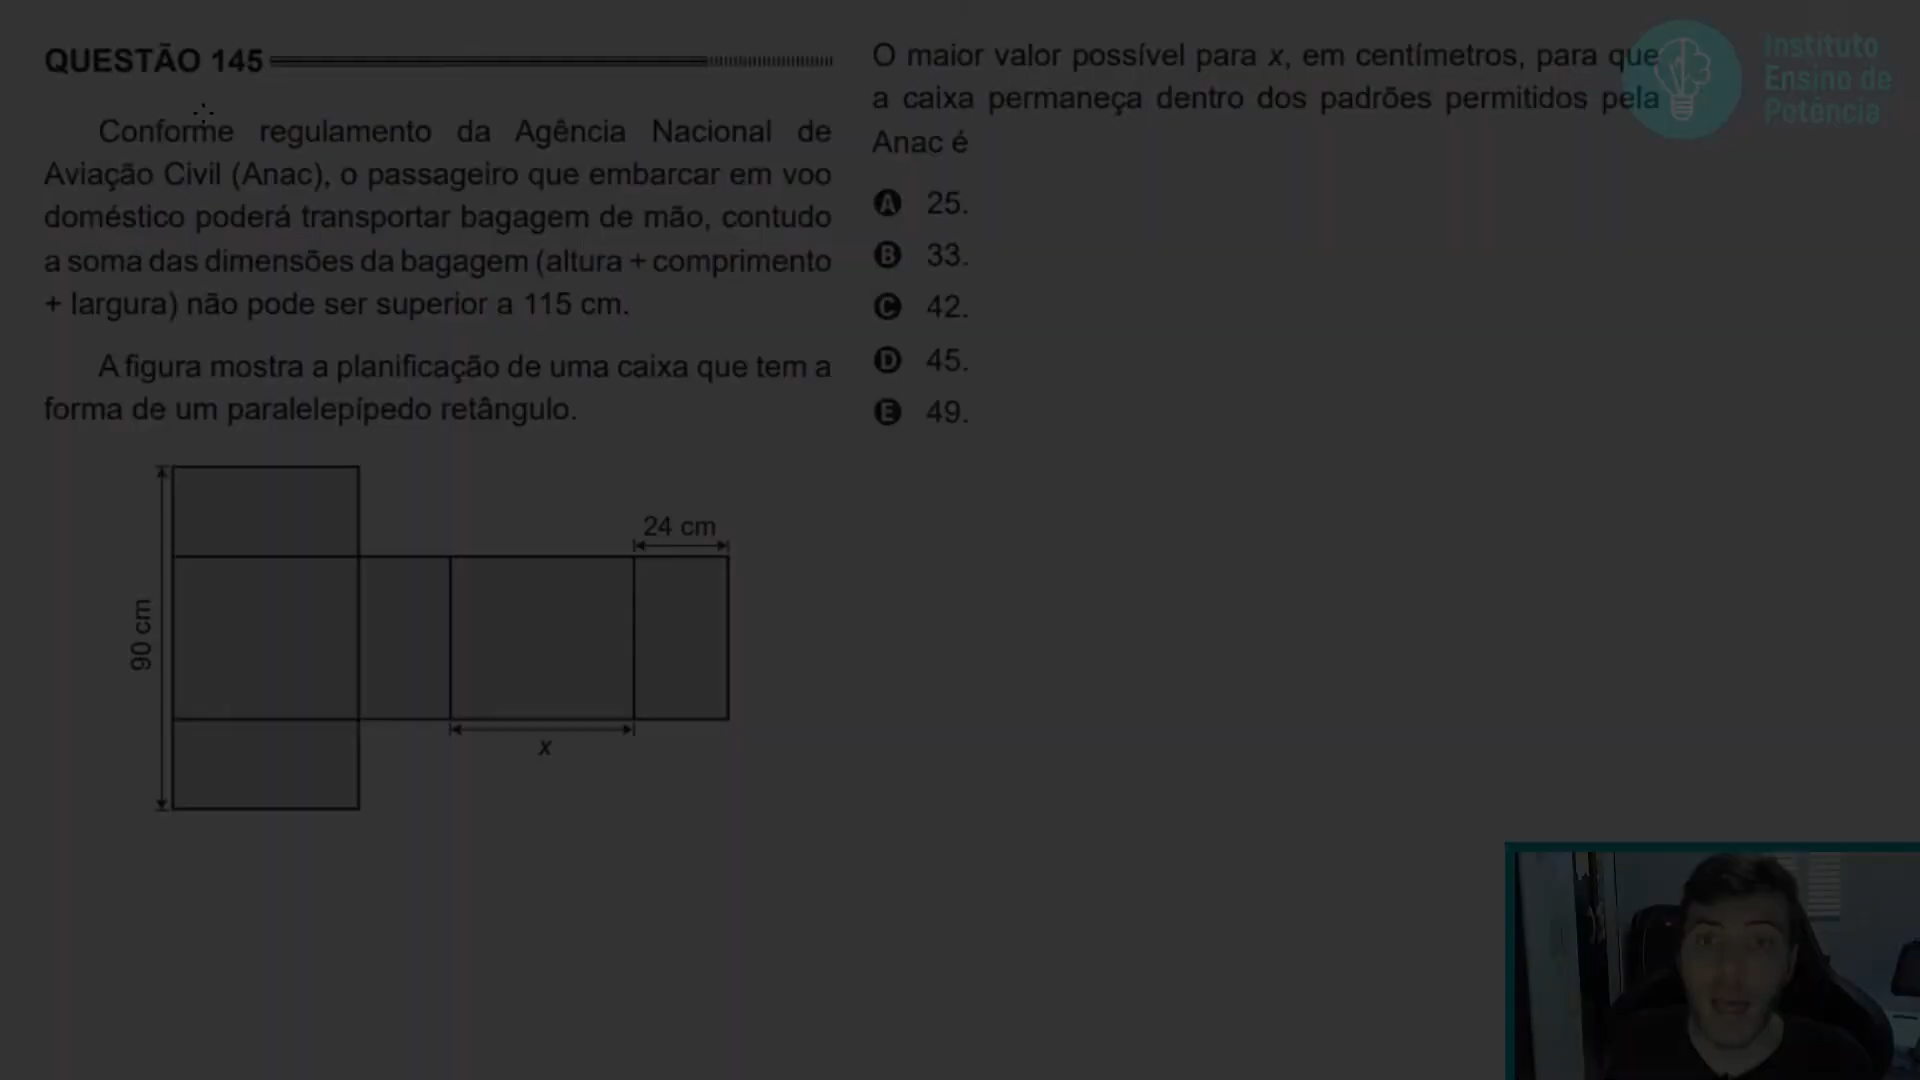 QUESTÃO 145
Conforme regulamento da Agência Nacional de
Aviação Civil (Anac), o passageiro que embarcar em voo
doméstico poderá transportar bagagem de mão, contudo
a soma das dimensões da bagagem (altura + comprimento
+ largura) não pode ser superior a 115 cm.
A figura mostra a planificação de uma caixa que tem a
forma de um paralelepípedo retângulo.
24 cm
90 cm
x
O maior valor possível para x, em centímetros, para que
a caixa permaneça dentro dos padrões permitidos pela
Anac é
A 25.
B 33.
C 42.
D 45.
E 49.
Instituto
Ensino de
Potência